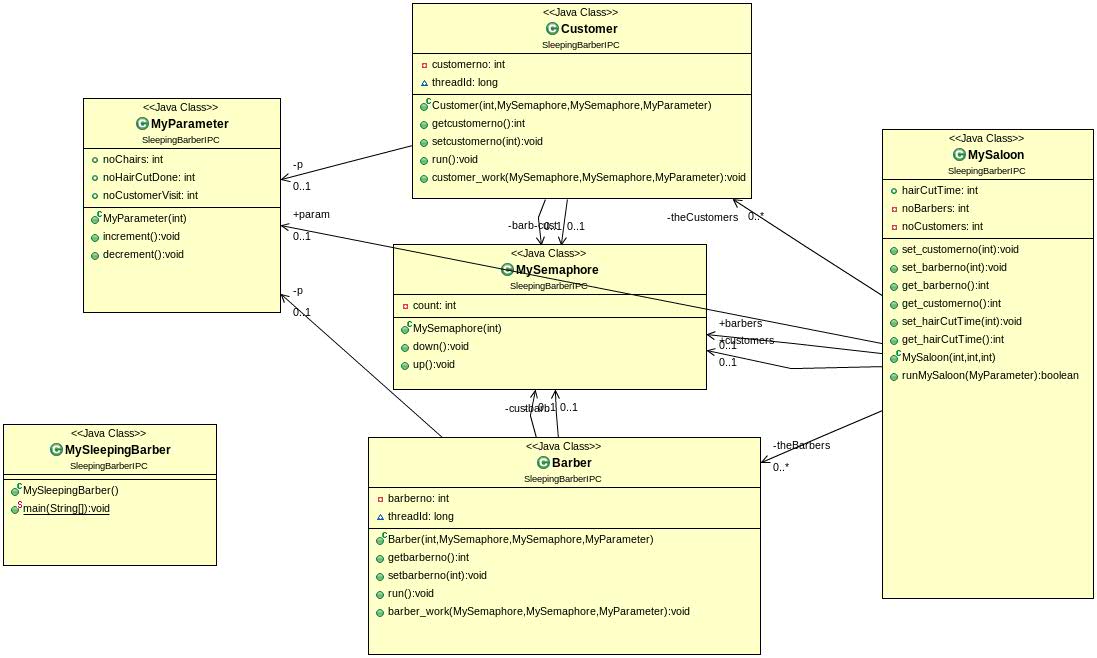 <<Java Class>>
Customer
SleepingBarberIPC
customerno: int
threadId: long
Customer(int,MySemaphore,MySemaphore,MyParameter)
getcustomerno():int
setcustomerno(int):void
run():void
customer_work(MySemaphore,MySemaphore,MyParameter):void
<<Java Class>>
MyParameter
SleepingBarberIPC
noChairs: int
noHairCutDone: int
noCustomerVisit: int
MyParameter(int)
increment():void
decrement():void
-p
0..1
+param
0..1
-p
0..1
-barb
-cust
0..1
0..1
-theCustomers
0..*
<<Java Class>>
MySaloon
SleepingBarberIPC
hairCutTime: int
noBarbers: int
noCustomers: int
set_customerno(int):void
set_barberno(int):void
get_barberno():int
get_customerno():int
set_hairCutTime(int):void
get_hairCutTime():int
MySaloon(int,int,int)
runMySaloon(MyParameter):boolean
<<Java Class>>
MySemaphore
SleepingBarberIPC
count: int
MySemaphore(int)
down():void
up():void
+barbers
0..1
+customers
0..1
-cust
-barb
0..1
0..1
-theBarbers
0..*
<<Java Class>>
MySleepingBarber
SleepingBarberIPC
MySleepingBarber()
main(String[]):void
<<Java Class>>
Barber
SleepingBarberIPC
barberno: int
threadId: long
Barber(int,MySemaphore,MySemaphore,MyParameter)
getbarberno():int
setbarberno(int):void
run():void
barber_work(MySemaphore,MySemaphore,MyParameter):void